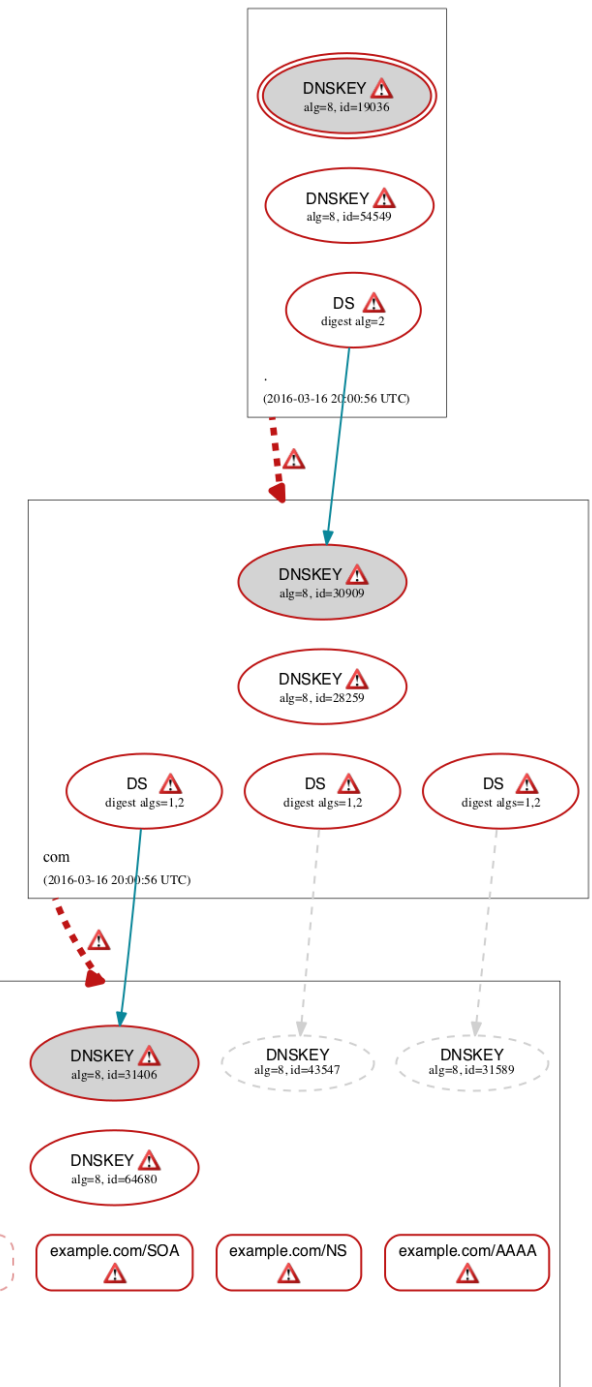 DNSKEY
alg=8, id=19036
DNSKEY
alg=8, id=54549
DS
digest alg=2
.
(2016-03-16 20:00:56 UTC)
DNSKEY
alg=8, id=30909
DNSKEY
alg=8, id=28259
DS
digest algs=1,2
DS
digest algs=1,2
DS
digest algs=1,2
com
(2016-03-16 20:00:56 UTC)
DNSKEY
alg=8, id=31406
DNSKEY
alg=8, id=43547
DNSKEY
alg=8, id=31589
DNSKEY
alg=8, id=64680
example.com/SOA
example.com/NS
example.com/AAAA